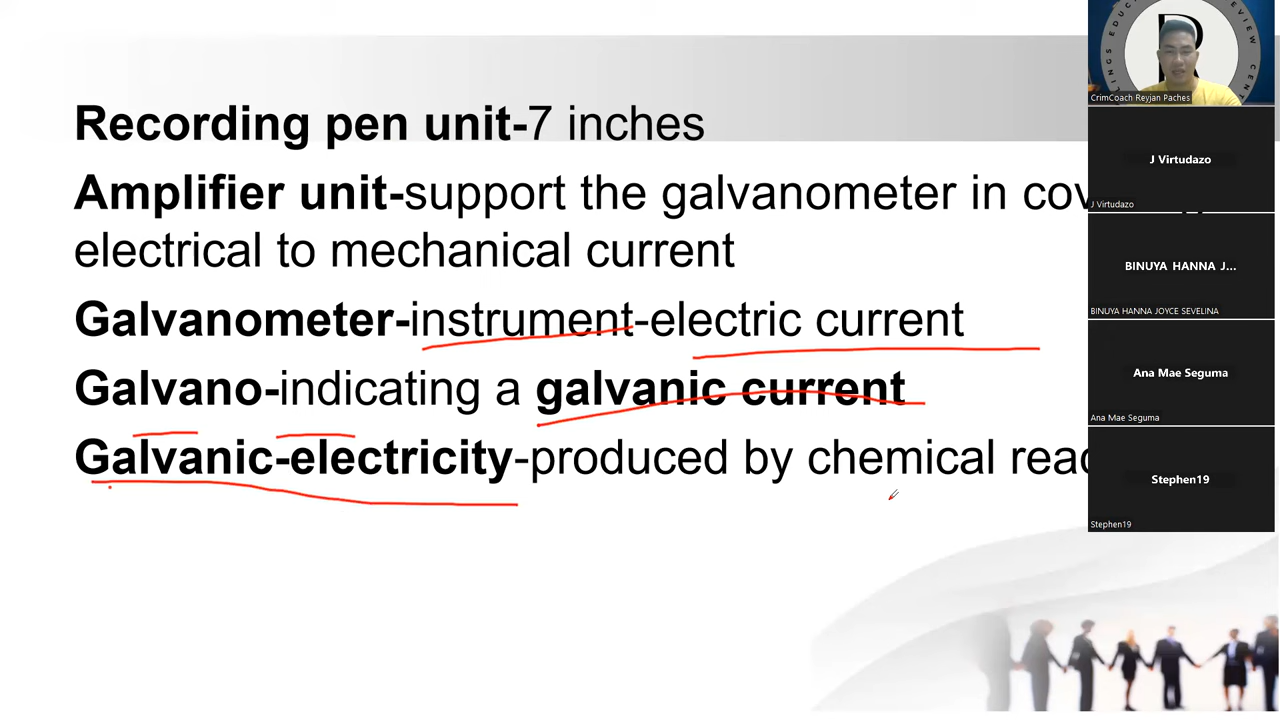 Recording pen unit-7 inches
Amplifier unit-support the galvanometer in
electrical to mechanical current
Galvanometer-instrument-electric current
Galvano-indicating a galvanic current
Galvanic-electricity-produced by chemical
CrimCoach Reyjan Paches
J Virtudazo
J Virtudazo
BINUYA HANNA J...
BINUYA HANNA JOYCE SEVELINA
Ana Mae Seguma
Ana Mae Seguma
Stephen19
Stephen19